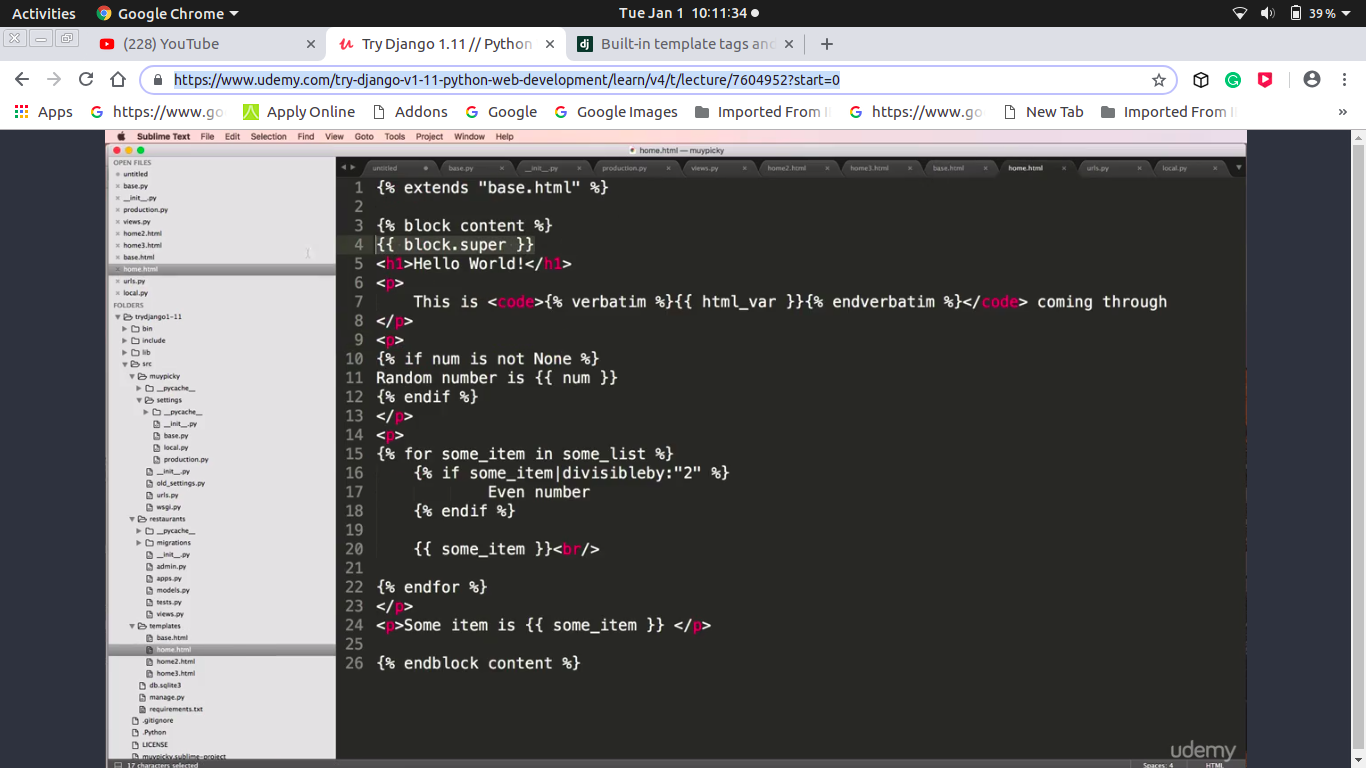 Activities Google Chrome Tue Jan 1 10:11:34 39 %
(228) YouTube Try Django 1.11 // Python Built-in template tags and
https://www.udemy.com/try-django-v1-11-python-web-development/learn/v4/t/lecture/7604952?start=0
Apps https://www.go Apply Online Addons Google Google Images Imported From https://www.go New Tab Imported From »
Sublime Text File Edit Selection Find View Goto Tools Project Window Help
home.html — muypicky
OPEN FILES
untitled
base.py
__init__.py
production.py
views.py
home2.html
home3.html
base.html
home.html
urls.py
local.py
FOLDERS
trydjango1-11
bin
include
lib
src
muypicky
__pycache__
settings
__pycache__
__init__.py
base.py
local.py
production.py
__init__.py
old_settings.py
urls.py
wsgi.py
restaurants
__pycache__
migrations
__init__.py
admin.py
apps.py
models.py
tests.py
views.py
templates
base.html
home.html
home2.html
home3.html
db.sqlite3
manage.py
requirements.txt
.gitignore
.Python
LICENSE
muypicky.sublime-project
untitled base.py __init__.py production.py views.py home2.html home3.html base.html home.html urls.py local.py
1 {% extends "base.html" %}
2
3 {% block content %}
4 {{ block.super }}
5 <h1>Hello World!</h1>
6 <p>
7 This is <code>{% verbatim %}{{ html_var }}{% endverbatim %}</code> coming through
8 </p>
9 <p>
10 {% if num is not None %}
11 Random number is {{ num }}
12 {% endif %}
13 </p>
14 <p>
15 {% for some_item in some_list %}
16 {% if some_item|divisibleby:"2" %}
17 Even number
18 {% endif %}
19
20 {{ some_item }}<br/>
21
22 {% endfor %}
23 </p>
24 <p>Some item is {{ some_item }} </p>
25
26 {% endblock content %}
udemy
17 characters selected Spaces: 4 HTML